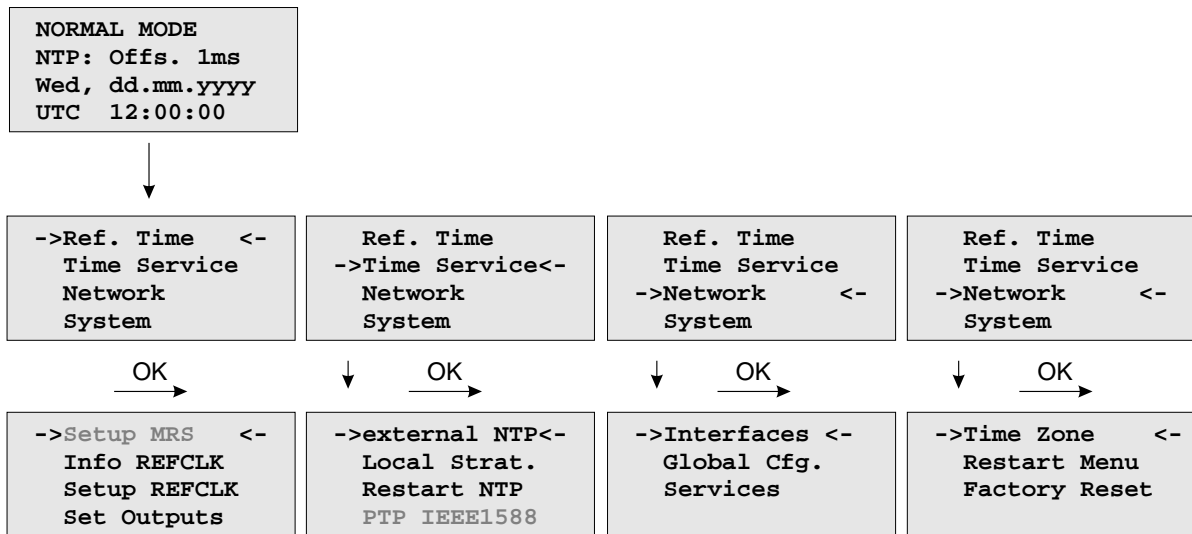 NORMAL MODE
NTP: Offs. 1ms
Wed, dd.mm.yyyy
UTC 12:00:00
->Ref. Time <-
Time Service
Network
System
Ref. Time
->Time Service<-
Network
System
Ref. Time
Time Service
->Network <-
System
Ref. Time
Time Service
->Network <-
System
OK
OK
OK
OK
->Setup MRS <-
Info REFCLK
Setup REFCLK
Set Outputs
->external NTP<-
Local Strat.
Restart NTP
PTP IEEE1588
->Interfaces <-
Global Cfg.
Services
->Time Zone <-
Restart Menu
Factory Reset